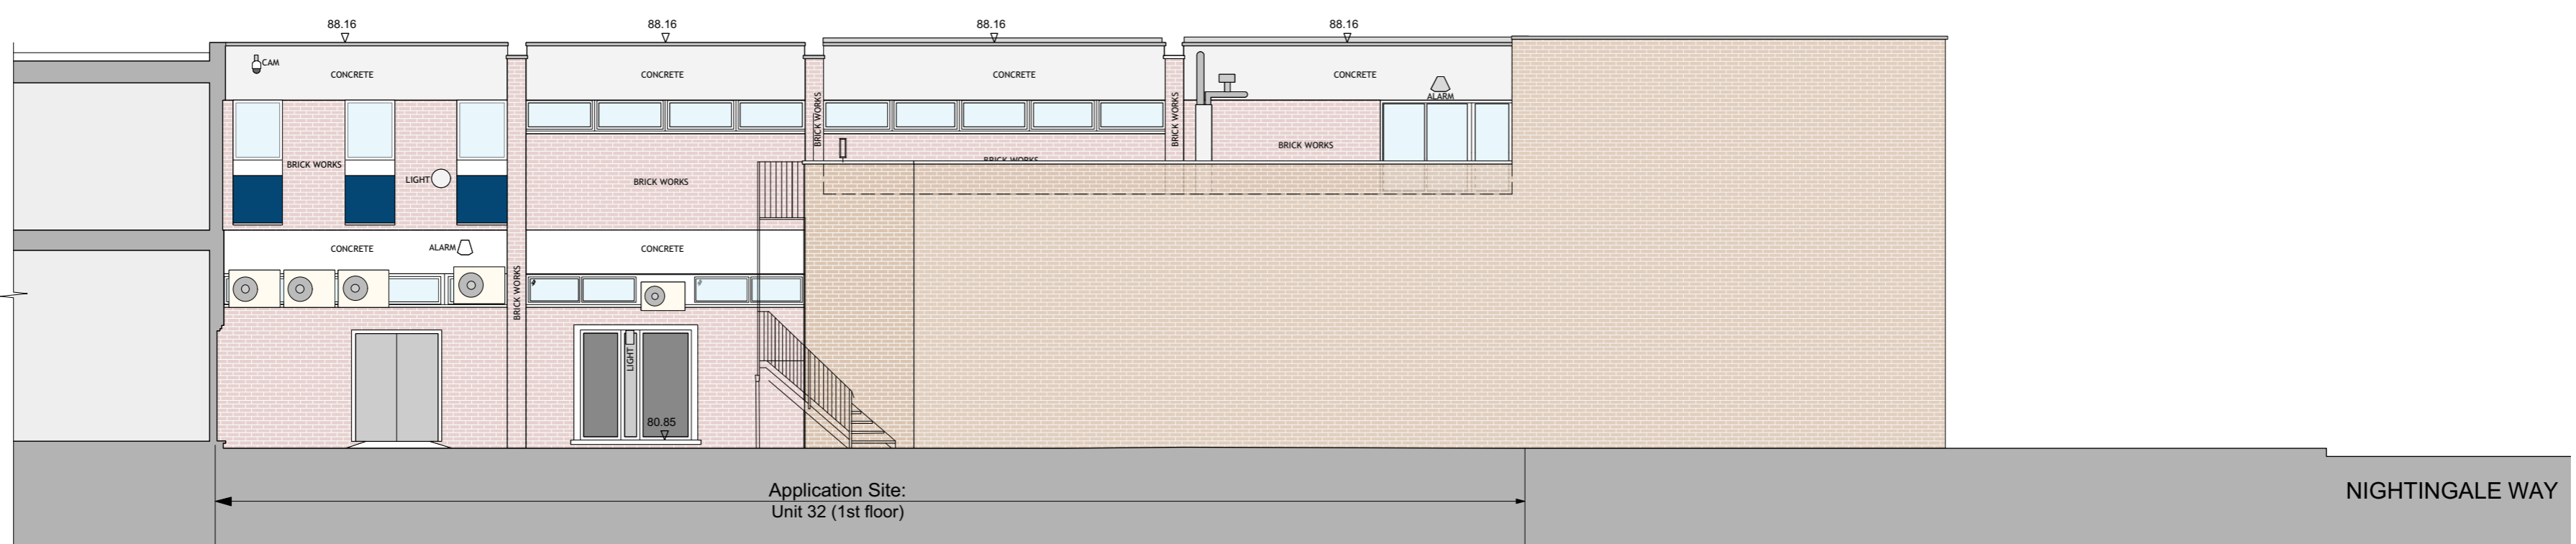 88.16
88.16
88.16
88.16
CAM
CONCRETE
CONCRETE
CONCRETE
CONCRETE
ALARM
BRICK WORKS
BRICK WORKS
BRICK WORKS
BRICK WORKS
BRICK WORKS
LIGHT
BRICK WORKS
CONCRETE
ALARM
CONCRETE
BRICK WORKS
LIGHT
80.85
Application Site:
Unit 32 (1st floor)
NIGHTINGALE WAY